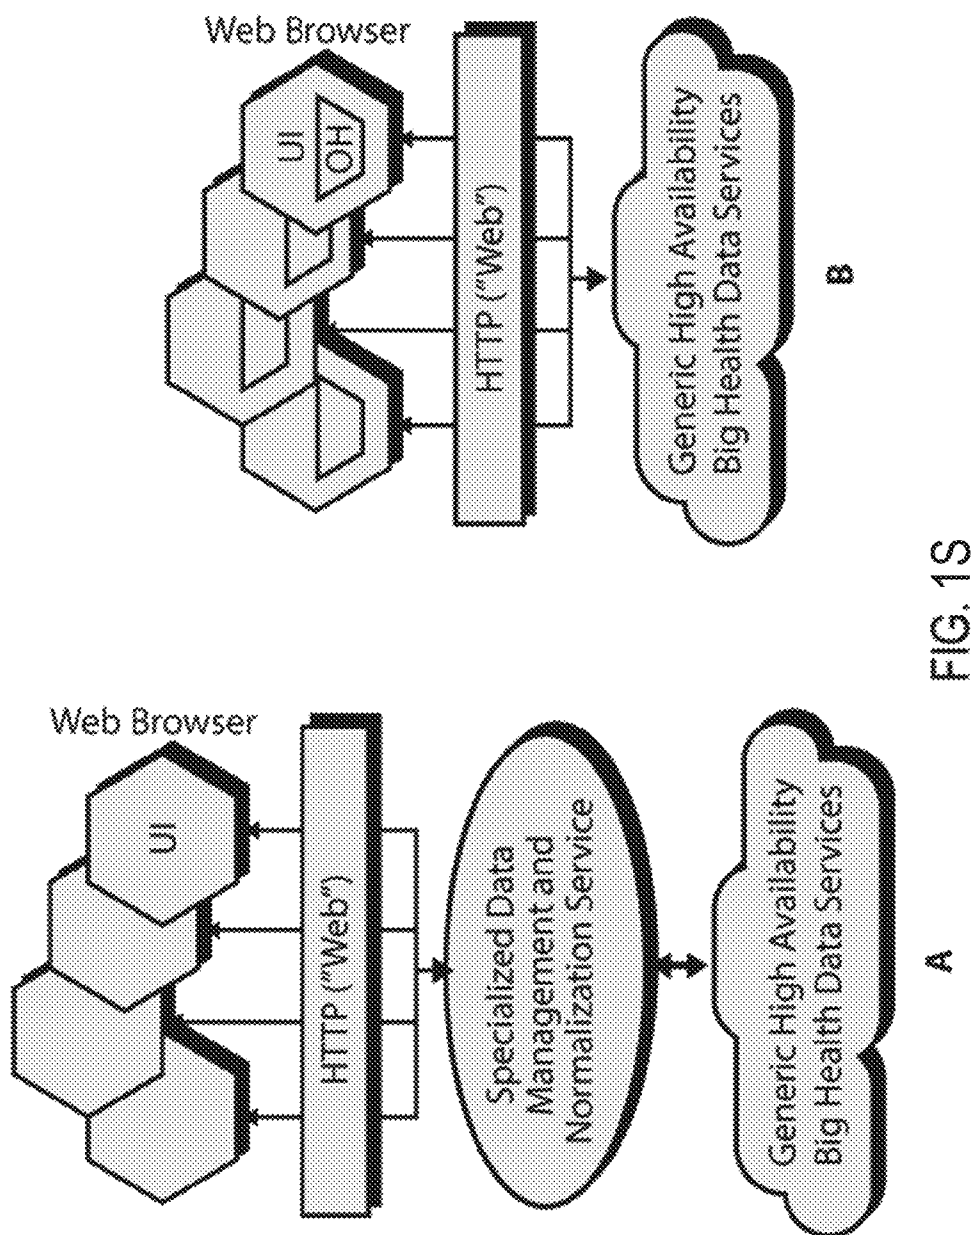 Web Browser
UI
HTTP ("Web")
Specialized Data
Management and
Normalization Service
Generic High Availability
Big Health Data Services
A
Web Browser
UI
OH
HTTP ("Web")
Generic High Availability
Big Health Data Services
B
FIG. 1S